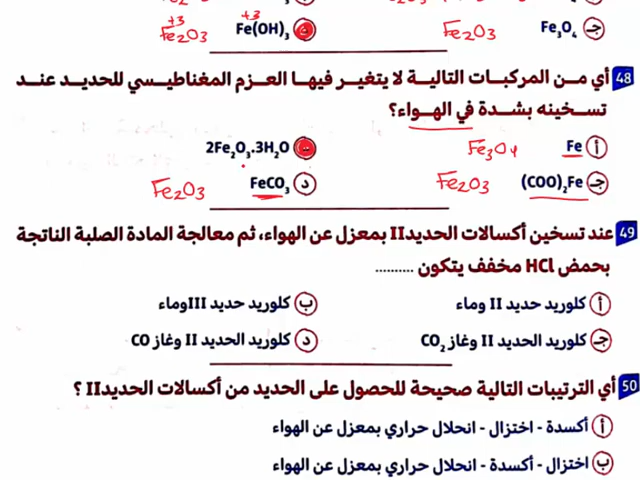 Fe₃O₄ ⓙ Fe₂O₃ Fe(OH)₃ +3 Fe₂O₃ +3
48 أي من المركبات التالية لا يتغير فيها العزم المغناطيسي للحديد عند
تسخينه بشدة في الهواء؟
أ Fe Fe₃O₄ ب 2Fe₂O₃.3H₂O
جـ (COO)₂Fe Fe₂O₃ د FeCO₃ Fe₂O₃
49 عند تسخين أكسالات الحديدII بمعزل عن الهواء، ثم معالجة المادة الصلبة الناتجة
بحمض HCl مخفف يتكون ..........
أ كلوريد حديد II وماء ب كلوريد حديد IIIوماء
جـ كلوريد الحديد II وغاز CO₂ د كلوريد الحديد II وغاز CO
50 أي الترتيبات التالية صحيحة للحصول على الحديد من أكسالات الحديدII ؟
أ أكسدة - اختزال - انحلال حراري بمعزل عن الهواء
ب اختزال - أكسدة - انحلال حراري بمعزل عن الهواء